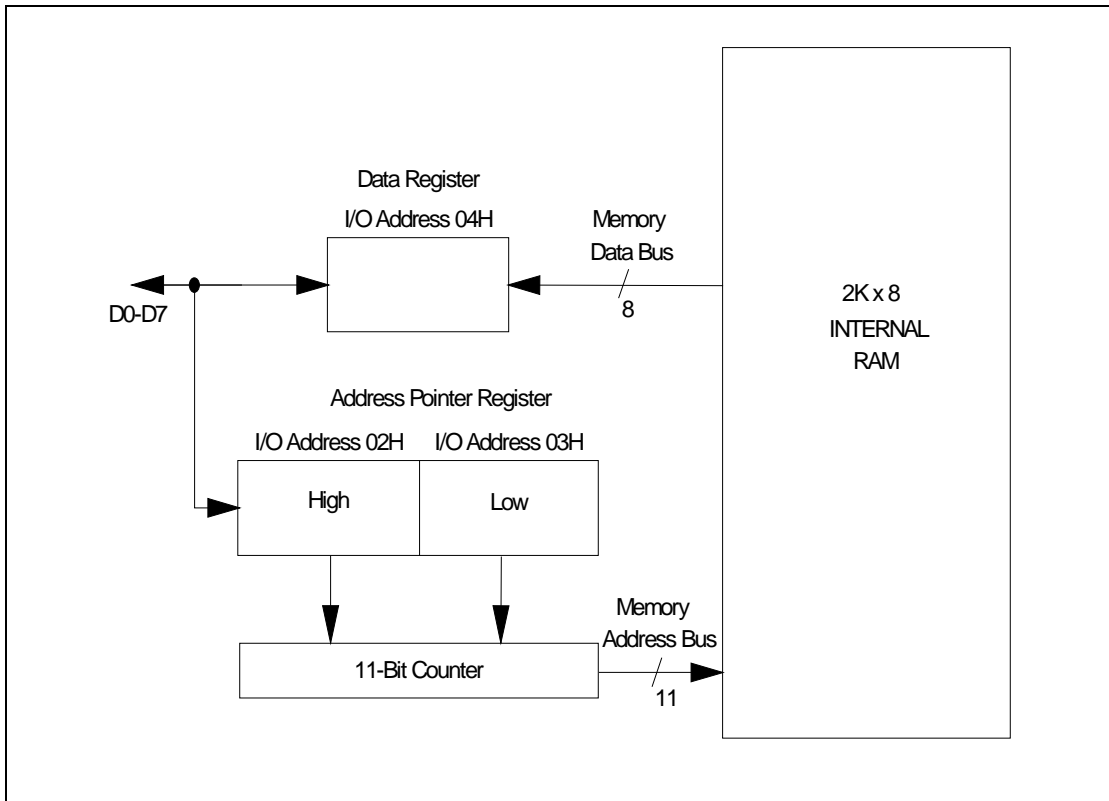 Data Register
I/O Address 04H
Memory
Data Bus
8
D0-D7
2K x 8
INTERNAL
RAM
Address Pointer Register
I/O Address 02H
I/O Address 03H
High
Low
Memory
Address Bus
11
11-Bit Counter